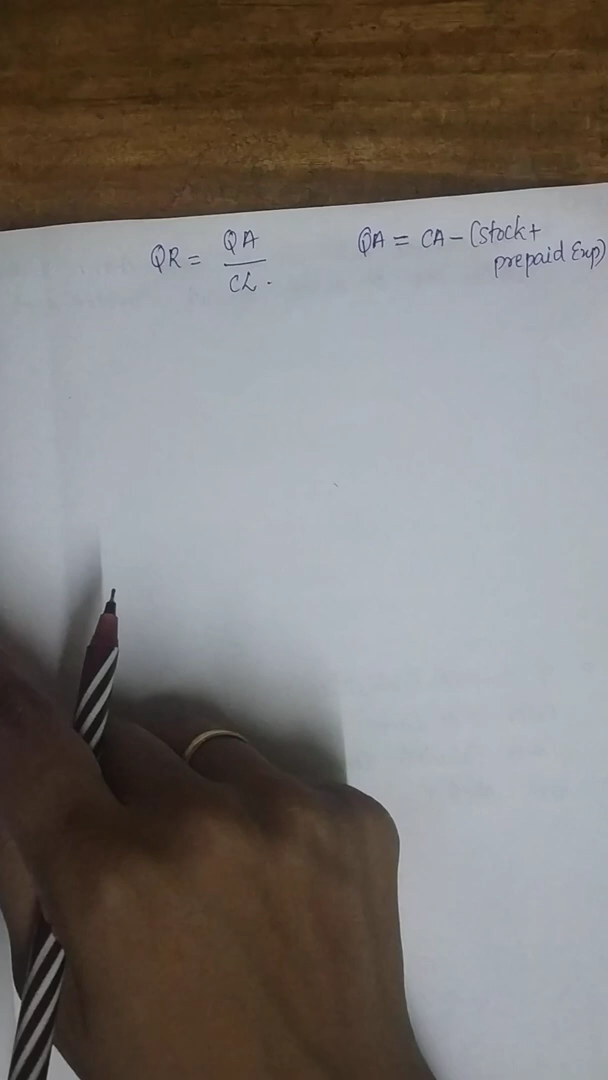 QR = QA / CL.
QA = CA - (stock +
prepaid Exp)